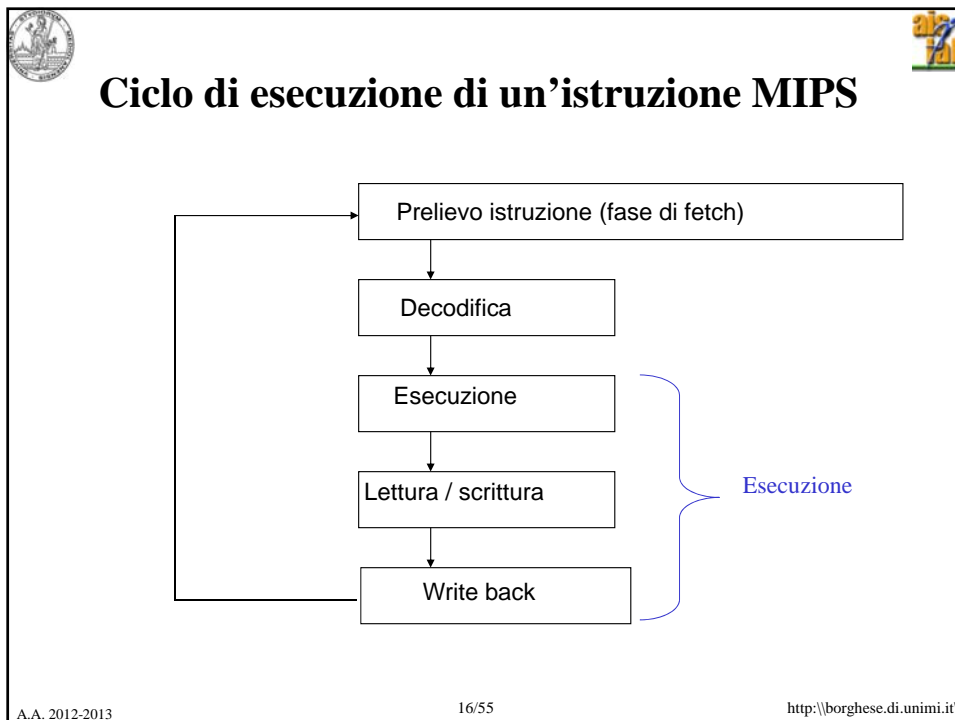 Ciclo di esecuzione di un'istruzione MIPS
Prelievo istruzione (fase di fetch)
Decodifica
Esecuzione
Lettura / scrittura
Esecuzione
Write back
A.A. 2012-2013
16/55
http:\\borghese.di.unimi.it\